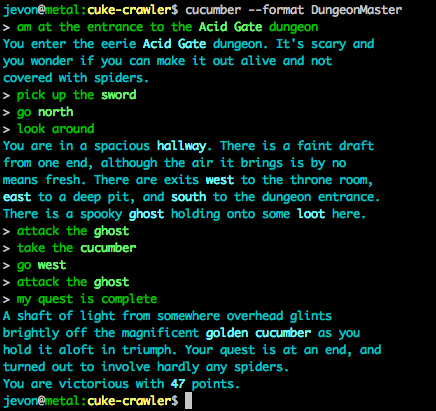 jevon@metal:cuke-crawler$ cucumber --format DungeonMaster
> am at the entrance to the Acid Gate dungeon
You enter the eerie Acid Gate dungeon. It's scary and
you wonder if you can make it out alive and not
covered with spiders.
> pick up the sword
> go north
> look around
You are in a spacious hallway. There is a faint draft
from one end, although the air it brings is by no
means fresh. There are exits west to the throne room,
east to a deep pit, and south to the dungeon entrance.
There is a spooky ghost holding onto some loot here.
> attack the ghost
> take the cucumber
> go west
> attack the ghost
> my quest is complete
A shaft of light from somewhere overhead glints
brightly off the magnificent golden cucumber as you
hold it aloft in triumph. Your quest is at an end, and
turned out to involve hardly any spiders.
You are victorious with 47 points.
jevon@metal:cuke-crawler$